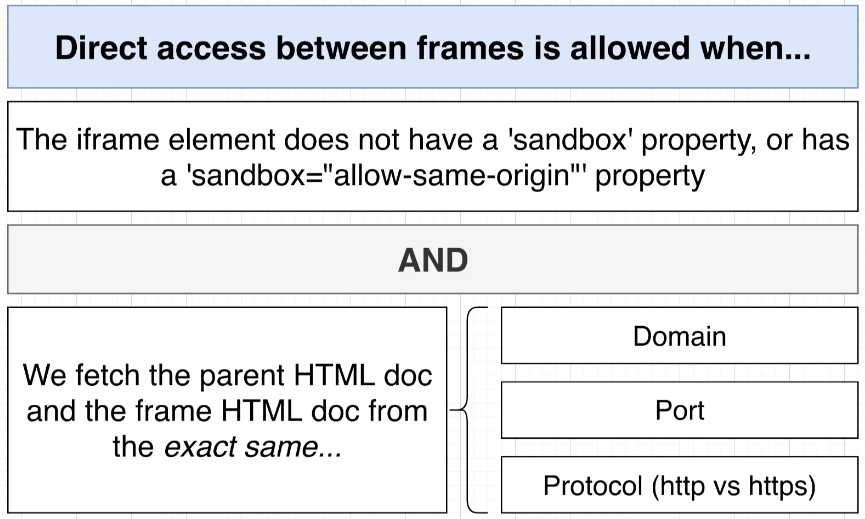 Direct access between frames is allowed when...
The iframe element does not have a 'sandbox' property, or has
a 'sandbox="allow-same-origin"' property
AND
We fetch the parent HTML doc
and the frame HTML doc from
the exact same...
Domain
Port
Protocol (http vs https)